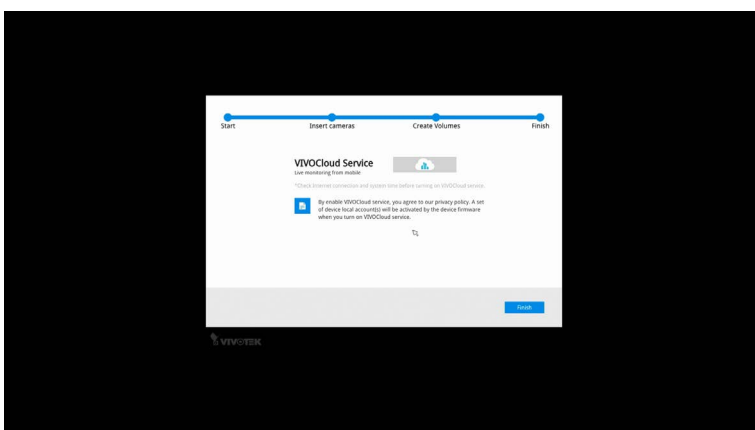 Start
Insert cameras
Create Volumes
Finish
VIVOCloud Service
Live monitoring from mobile
*Check internet connection and system time before turning on VIVOCloud service.
By enable VIVOCloud service, you agree to our privacy policy. A set
of device local account(s) will be activated by the device firmware
when you turn on VIVOCloud service.
Finish
VIVOTEK